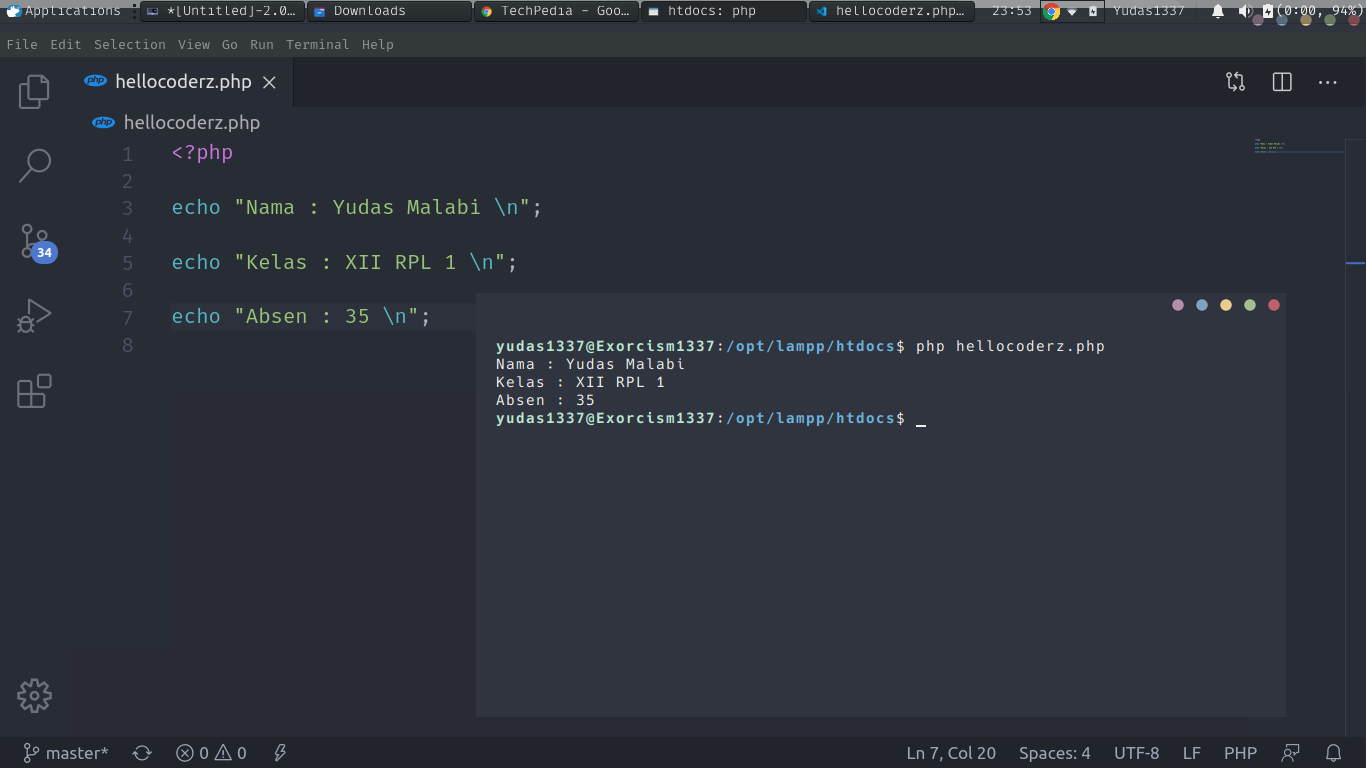 Applications
*[Untitled]-2.0…
Downloads
TechPedia - Goo…
htdocs: php
hellocoderz.php…
23:53
Yudas1337
(0:00, 94%)
File Edit Selection View Go Run Terminal Help
php hellocoderz.php
php hellocoderz.php
1 <?php
2
3 echo "Nama : Yudas Malabi \n";
4
5 echo "Kelas : XII RPL 1 \n";
6
7 echo "Absen : 35 \n";
8
34
yudas1337@Exorcism1337:/opt/lampp/htdocs$ php hellocoderz.php
Nama : Yudas Malabi
Kelas : XII RPL 1
Absen : 35
yudas1337@Exorcism1337:/opt/lampp/htdocs$ _
master* 0 0 Ln 7, Col 20 Spaces: 4 UTF-8 LF PHP